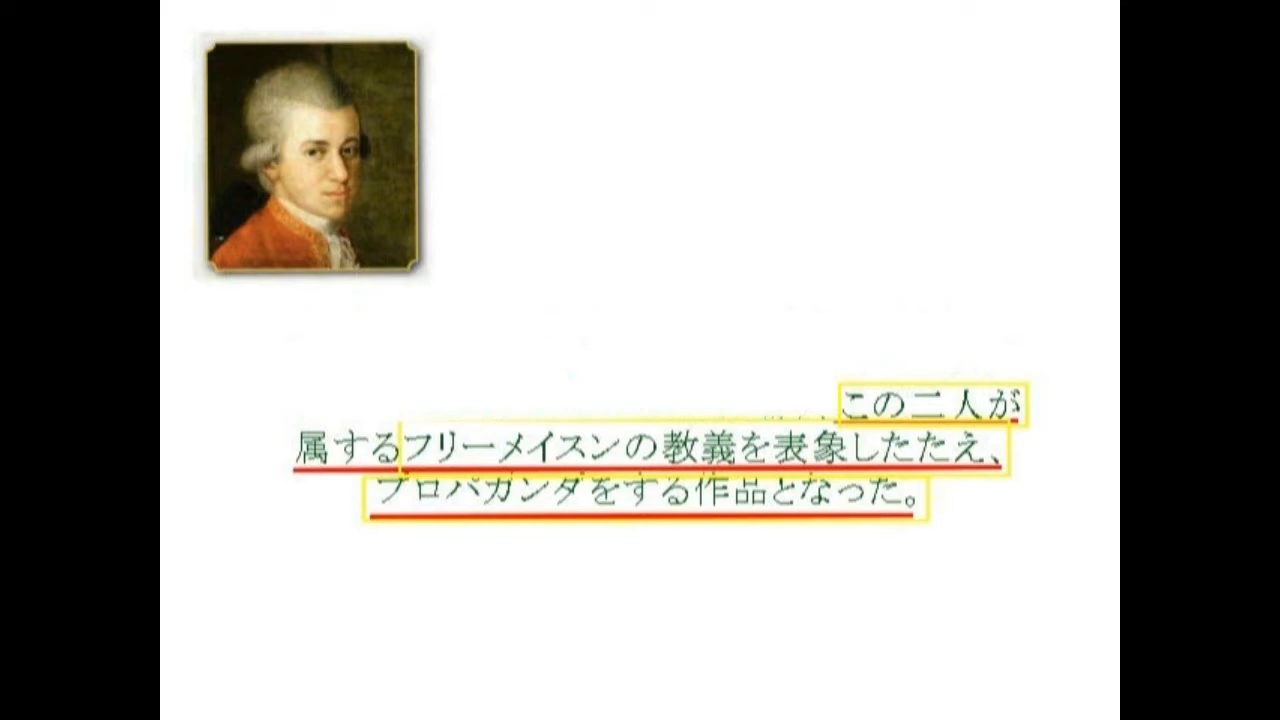 この二人が
属するフリーメイスンの教義を表象したたえ、
プロパガンダをする作品となった。